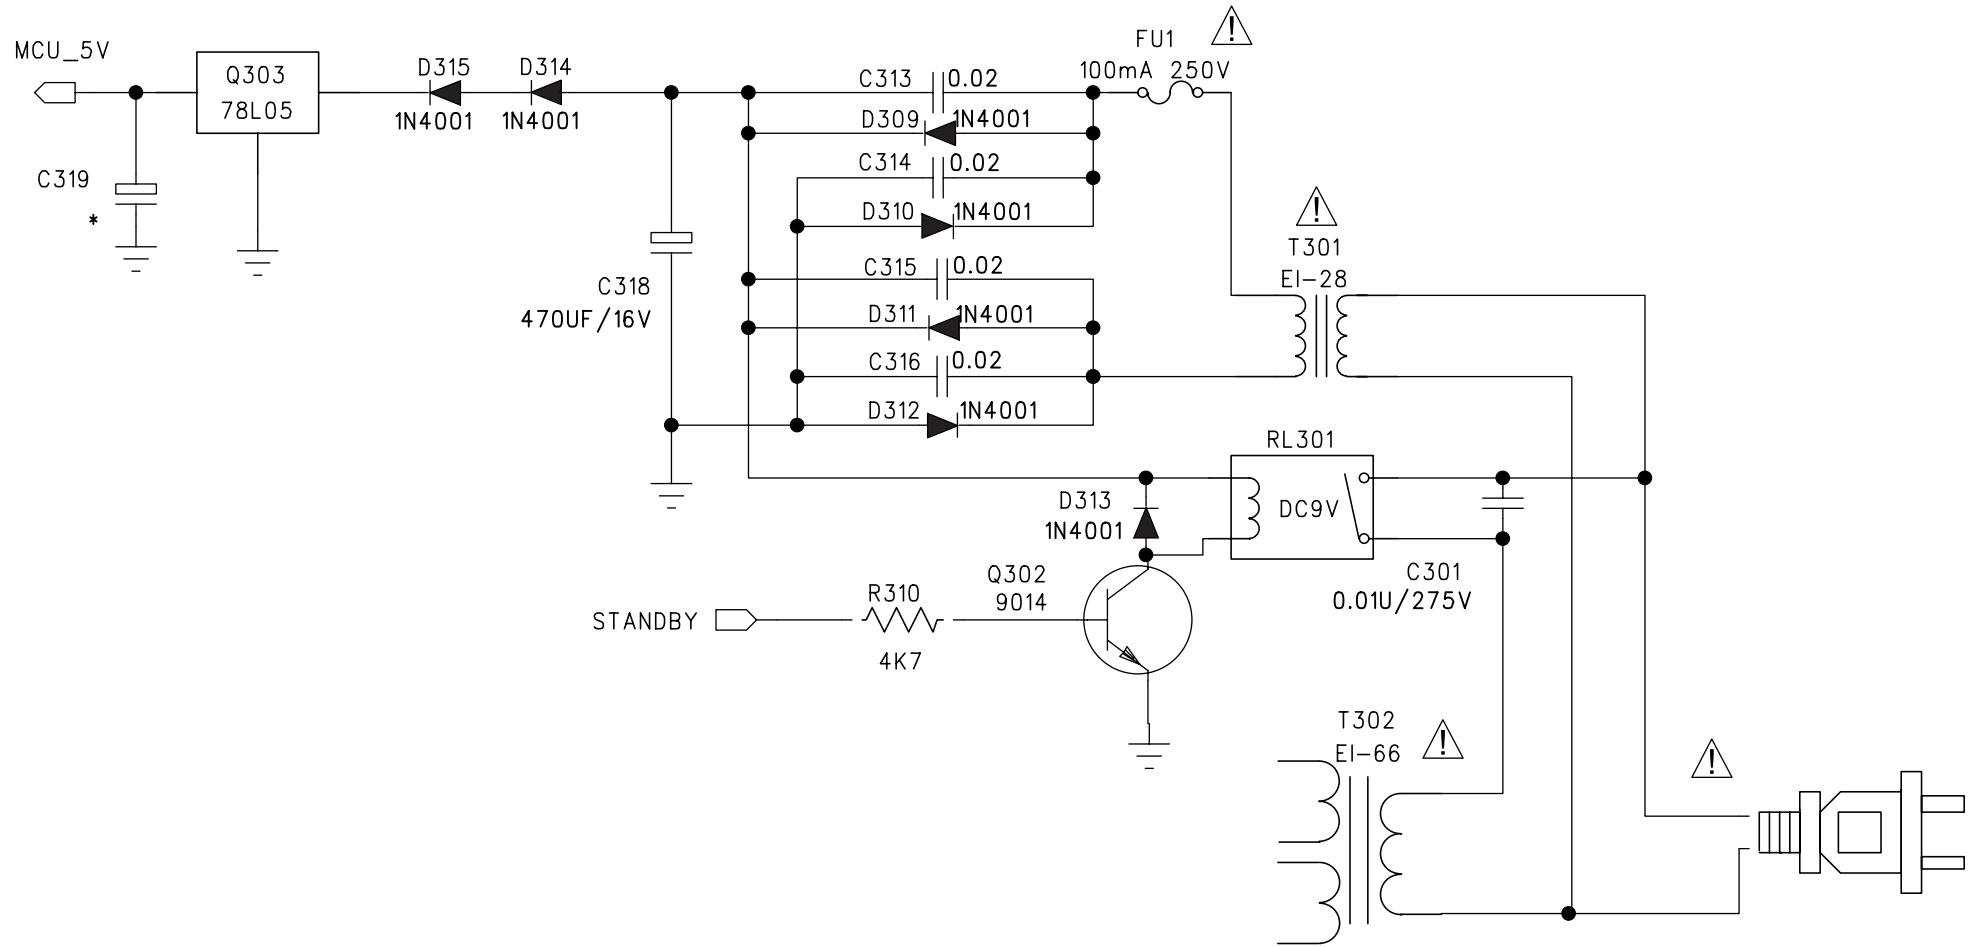 MCU_5V
Q303
78L05
D315
1N4001
D314
1N4001
C319
*
C318
470UF/16V
C313
0.02
D309
1N4001
C314
0.02
D310
1N4001
C315
0.02
D311
1N4001
C316
0.02
D312
1N4001
FU1
100mA 250V
!
!
T301
EI-28
RL301
DC9V
D313
1N4001
C301
0.01U/275V
Q302
9014
R310
4K7
STANDBY
T302
EI-66
!
!